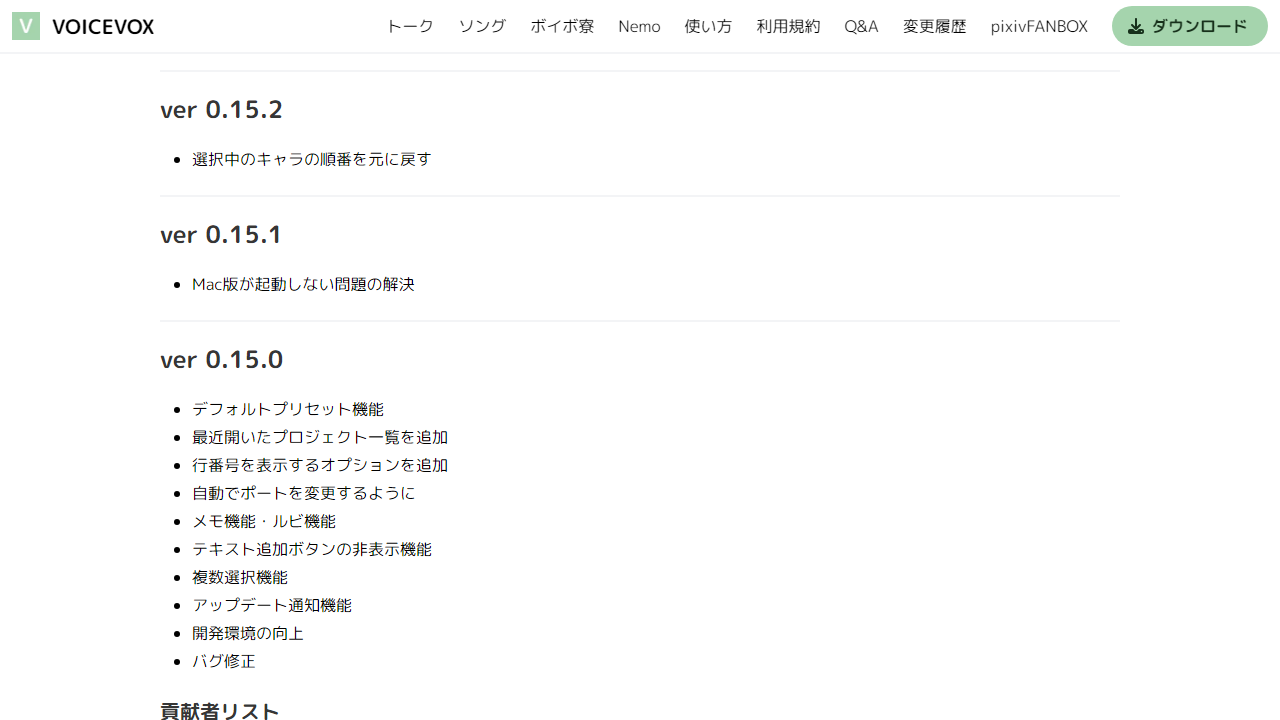 V VOICEVOX トーク ソング ボイボ寮 Nemo 使い方 利用規約 Q&A 変更履歴 pixivFANBOX ダウンロード
ver 0.15.2
選択中のキャラの順番を元に戻す
ver 0.15.1
Mac版が起動しない問題の解決
ver 0.15.0
デフォルトプリセット機能
最近開いたプロジェクト一覧を追加
行番号を表示するオプションを追加
自動でポートを変更するように
メモ機能・ルビ機能
テキスト追加ボタンの非表示機能
複数選択機能
アップデート通知機能
開発環境の向上
バグ修正
貢献者リスト